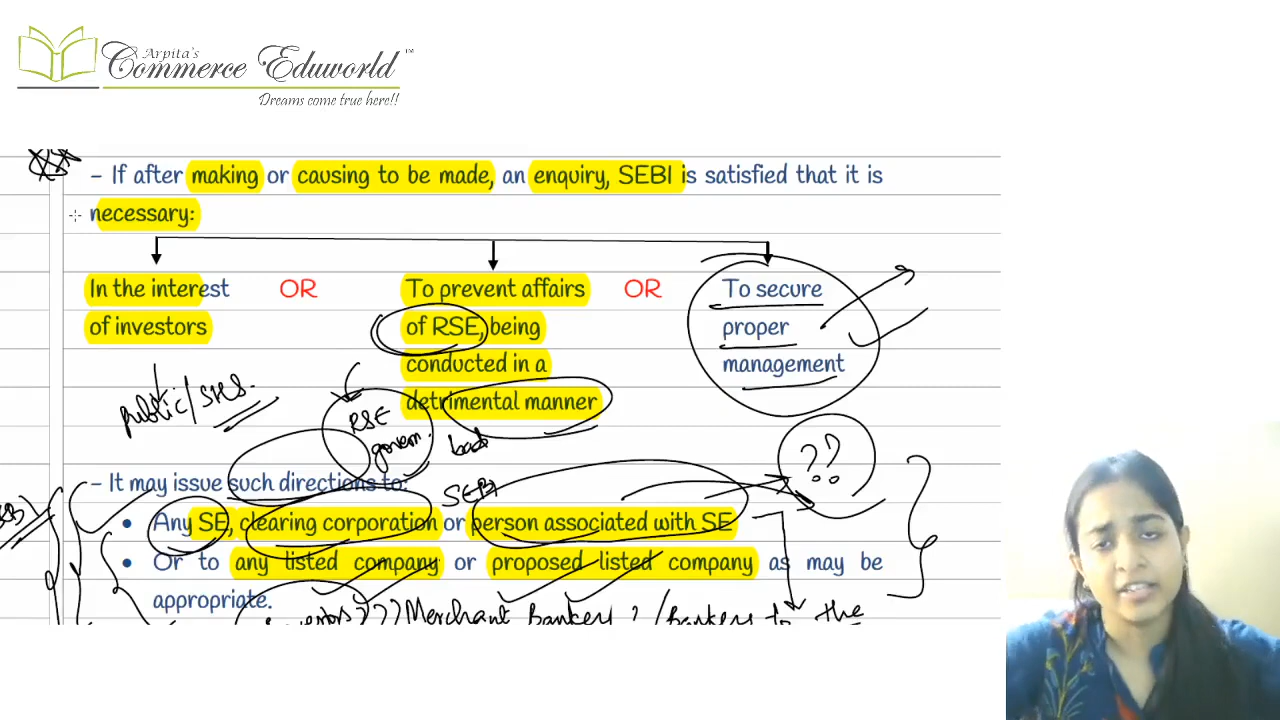 Arpita's
Commerce Eduworld™
Dreams come true here!!
- If after making or causing to be made, an enquiry, SEBI is satisfied that it is
necessary:
In the interest OR To prevent affairs OR To secure
of investors of RSE, being proper
conducted in a management
detrimental manner
public/SHS.
RSE
govern.
bad
??
- It may issue such directions to:
SEBI
• Any SE, clearing corporation or person associated with SE
• Or to any listed company or proposed listed company as may be
appropriate.
Merchant bankers / bankers to the